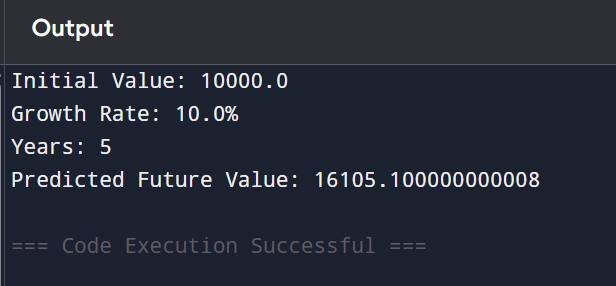 Output
Initial Value: 10000.0
Growth Rate: 10.0%
Years: 5
Predicted Future Value: 16105.100000000008
=== Code Execution Successful ===